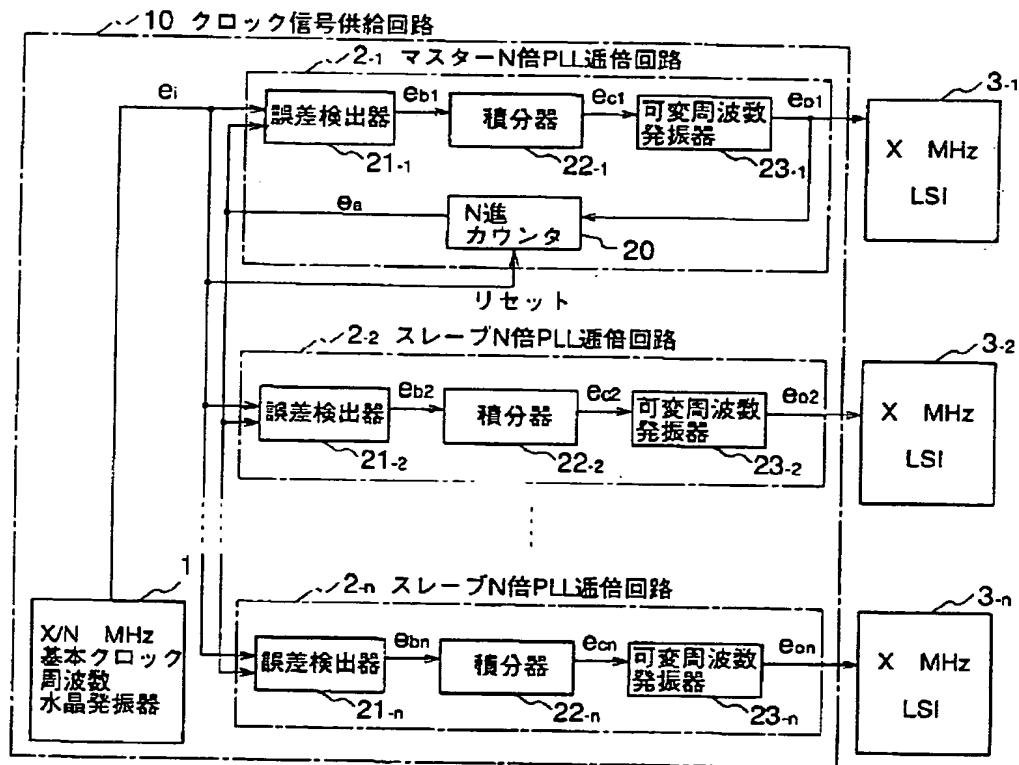 10 クロック信号供給回路
2-1 マスターN倍PLL逓倍回路
ei
誤差検出器
21-1
eb1
積分器
22-1
ec1
可変周波数
発振器
23-1
eo1
3-1
X MHz
LSI
ea
N進
カウンタ
20
リセット
2-2 スレーブN倍PLL逓倍回路
誤差検出器
21-2
eb2
積分器
22-2
ec2
可変周波数
発振器
23-2
eo2
3-2
X MHz
LSI
2-n スレーブN倍PLL逓倍回路
誤差検出器
21-n
ebn
積分器
22-n
ecn
可変周波数
発振器
23-n
eon
3-n
X MHz
LSI
1
X/N MHz
基本クロック
周波数
水晶発振器